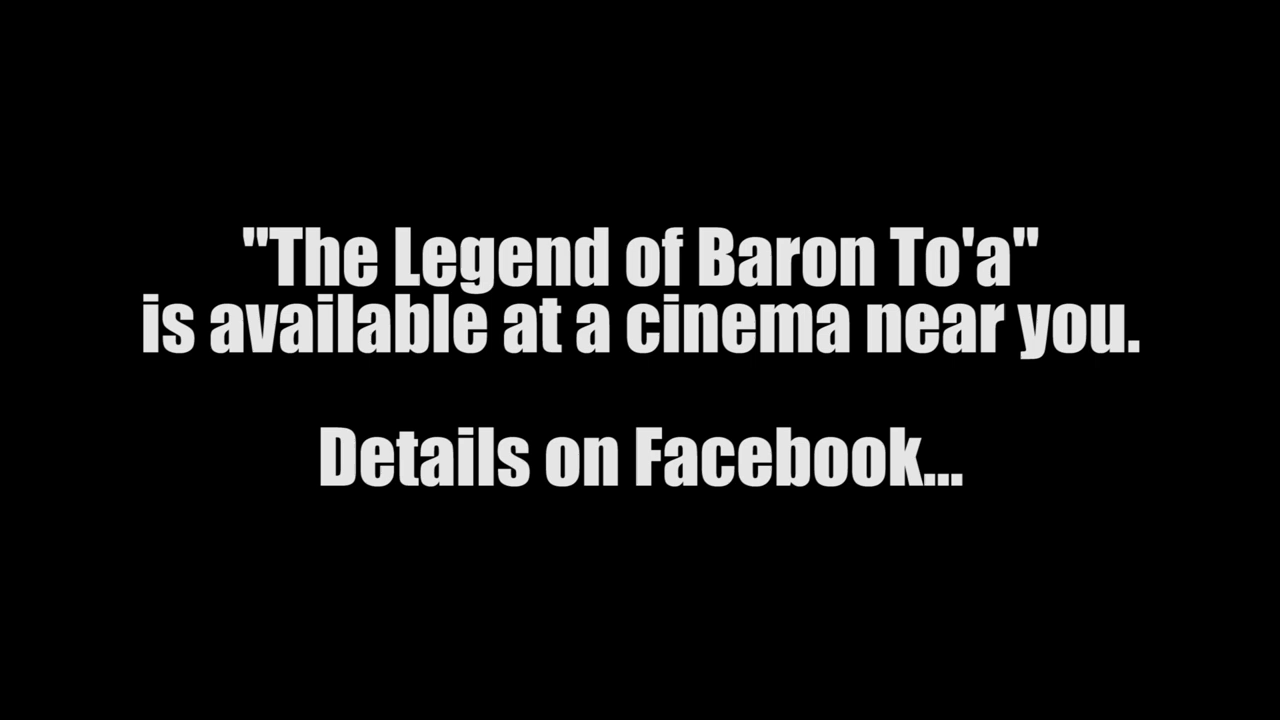 "The Legend of Baron To'a"
is available at a cinema near you.
Details on Facebook...